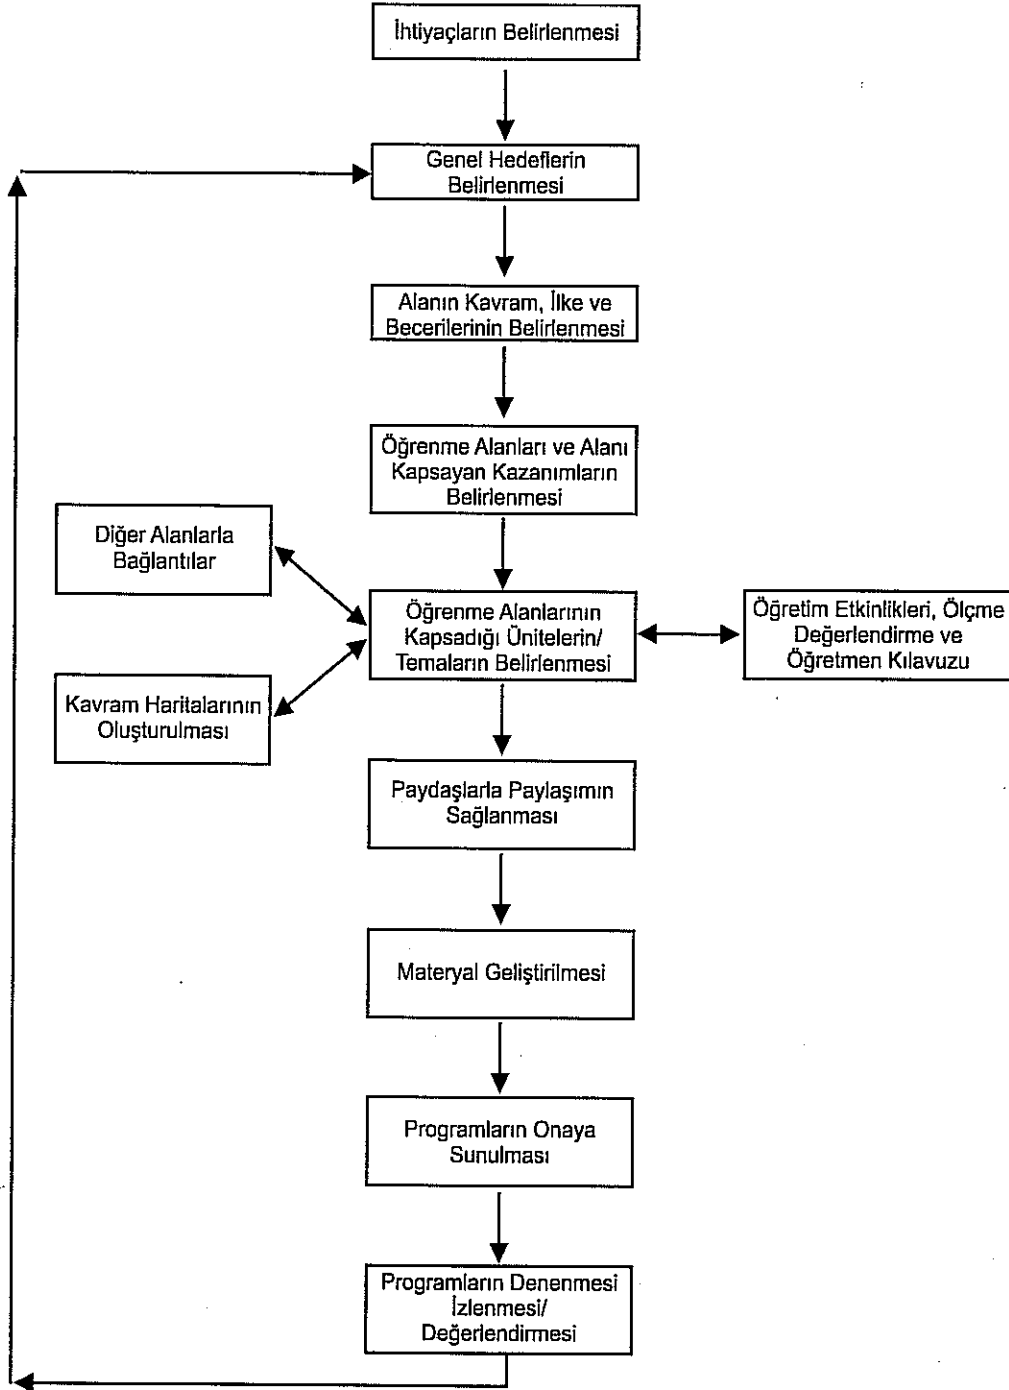 İhtiyaçların Belirlenmesi
Genel Hedeflerin
Belirlenmesi
Alanın Kavram, İlke ve
Becerilerinin Belirlenmesi
Öğrenme Alanları ve Alanı
Kapsayan Kazanımların
Belirlenmesi
Diğer Alanlarla
Bağlantılar
Öğrenme Alanlarının
Kapsadığı Ünitelerin/
Temaların Belirlenmesi
Öğretim Etkinlikleri, Ölçme
Değerlendirme ve
Öğretmen Kılavuzu
Kavram Haritalarının
Oluşturulması
Paydaşlarla Paylaşımın
Sağlanması
Materyal Geliştirilmesi
Programların Onaya
Sunulması
Programların Denenmesi
İzlenmesi/
Değerlendirmesi